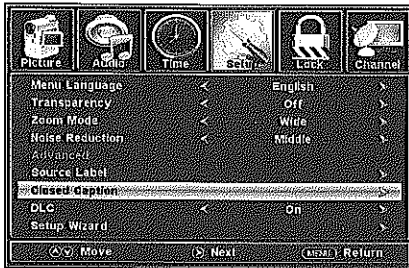 Picture Audio Time Setup Lock Channel
Menu Language English
Transparency Off
Zoom Mode Wide
Noise Reduction Middle
Advanced
Source Label
Closed Caption
DLC On
Setup Wizard
Move Next MENU Return